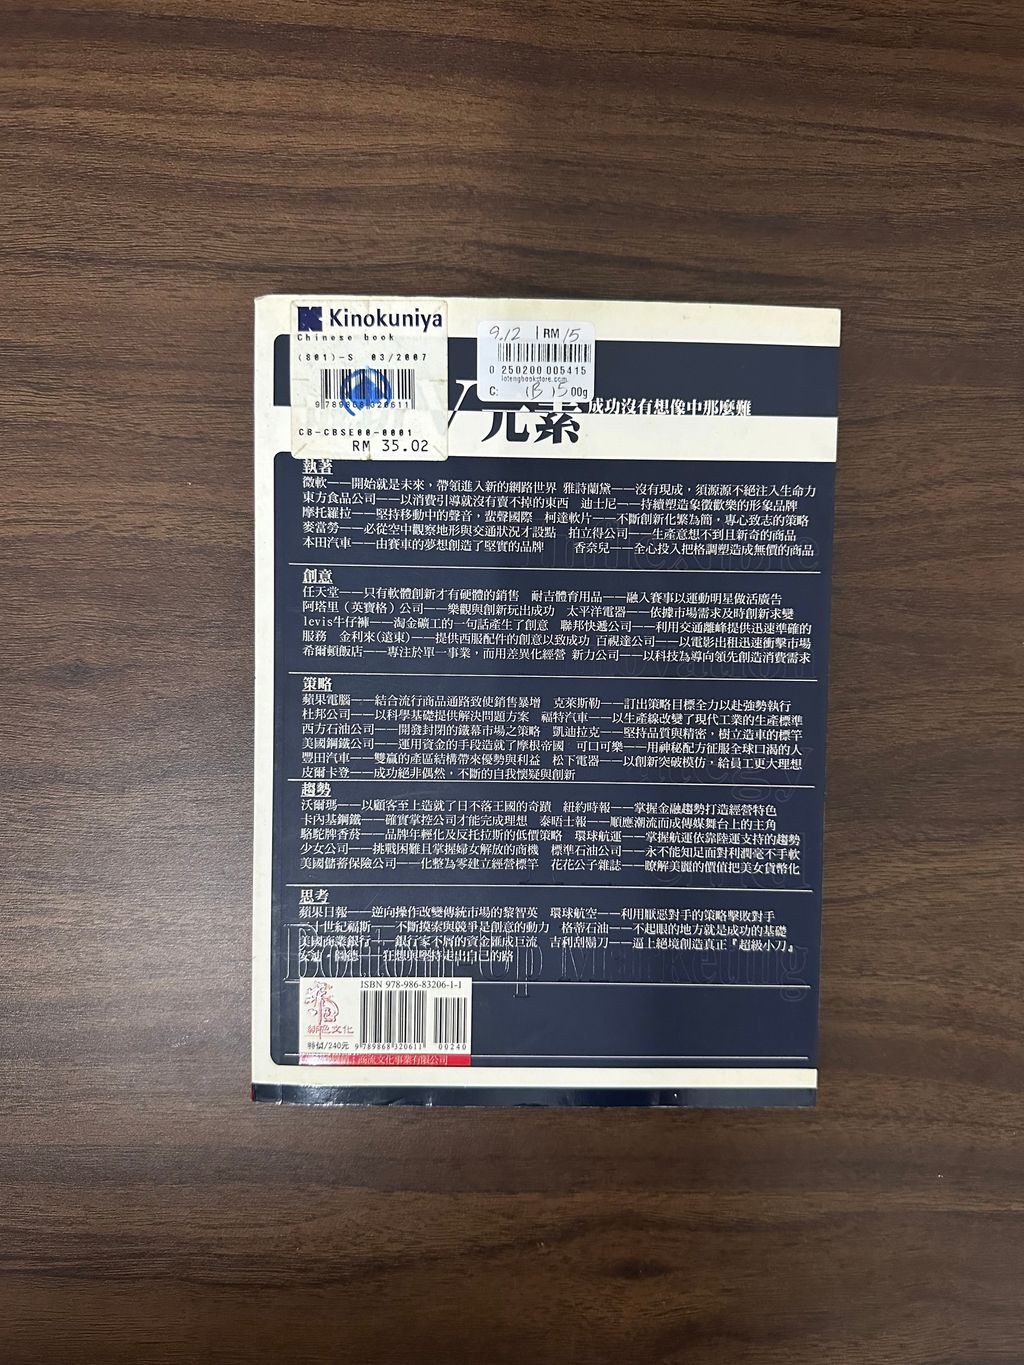 Kinokuniya
Chinese book
(801)-S 03/2007
9 789868 320611
CB-CBSE00-0001
RM 35.02
9.12 RM 15
0 250200 005415
lotengbookstore.com
C: (B) 500g
V 元素 成功沒有想像中那麼難
執著
微軟——開始就是未來，帶領進入新的網路世界 雅詩蘭黛——沒有現成，須源源不絕注入生命力
東方食品公司——以消費引導就沒有賣不掉的東西 迪士尼——持續塑造象徵歡樂的形象品牌
摩托羅拉——堅持移動中的聲音，蜚聲國際 柯達軟片——不斷創新化繁為簡，專心致志的策略
麥當勞——必從空中觀察地形與交通狀況才設點 拍立得公司——生產意想不到且新奇的商品
本田汽車——由賽車的夢想創造了堅實的品牌 香奈兒——全心投入把格調塑造成無價的商品
創意
任天堂——只有軟體創新才有硬體的銷售 耐吉體育用品——融入賽事以運動明星做活廣告
阿塔里（英寶格）公司——樂觀與創新玩出成功 太平洋電器——依據市場需求及時創新求變
levis牛仔褲——淘金礦工的一句話產生了創意 聯邦快遞公司——利用交通離峰提供迅速準確的
服務 金利來(遠東)——提供西服配件的創意以致成功 百視達公司——以電影出租迅速衝擊市場
希爾頓飯店——專注於單一事業，而用差異化經營 新力公司——以科技為導向領先創造消費需求
策略
蘋果電腦——結合流行商品通路致使銷售暴增 克萊斯勒——訂出策略目標全力以赴強勢執行
杜邦公司——以科學基礎提供解決問題方案 福特汽車——以生產線改變了現代工業的生產標準
西方石油公司——開發封閉的鐵幕市場之策略 凱迪拉克——堅持品質與精密，樹立造車的標竿
美國鋼鐵公司——運用資金的手段造就了摩根帝國 可口可樂——用神秘配方征服全球口渴的人
豐田汽車——雙贏的產區結構帶來優勢與利益 松下電器——以創新突破模仿，給員工更大理想
皮爾卡登——成功絕非偶然，不斷的自我懷疑與創新
趨勢
沃爾瑪——以顧客至上造就了日不落王國的奇蹟 紐約時報——掌握金融趨勢打造經營特色
卡內基鋼鐵——確實掌控公司才能完成理想 泰晤士報——順應潮流而成傳媒舞台上的主角
駱駝牌香菸——品牌年輕化及反托拉斯的低價策略 環球航運——掌握航運依靠陸運支持的趨勢
少女公司——挑戰困難且掌握婦女解放的商機 標準石油公司——永不能知足面對利潤毫不手軟
美國儲蓄保險公司——化整為零建立經營標竿 花花公子雜誌——瞭解美麗的價值把美女貨幣化
思考
蘋果日報——逆向操作改變傳統市場的黎智英 環球航空——利用厭惡對手的策略擊敗對手
二十世紀福斯——不斷摸索與競爭是創意的動力 格蒂石油——不起眼的地方就是成功的基礎
美國商業銀行——銀行家不屑的資金匯成巨流 吉利刮鬍刀——逼上絕境創造真正『超級小刀』
安迪・開德——狂想與堅持走出自己的路
Bottom-Up Marketing
ISBN 978-986-83206-1-1
緋色文化
特價/240元 9 789868 320611 00240
商流文化事業有限公司